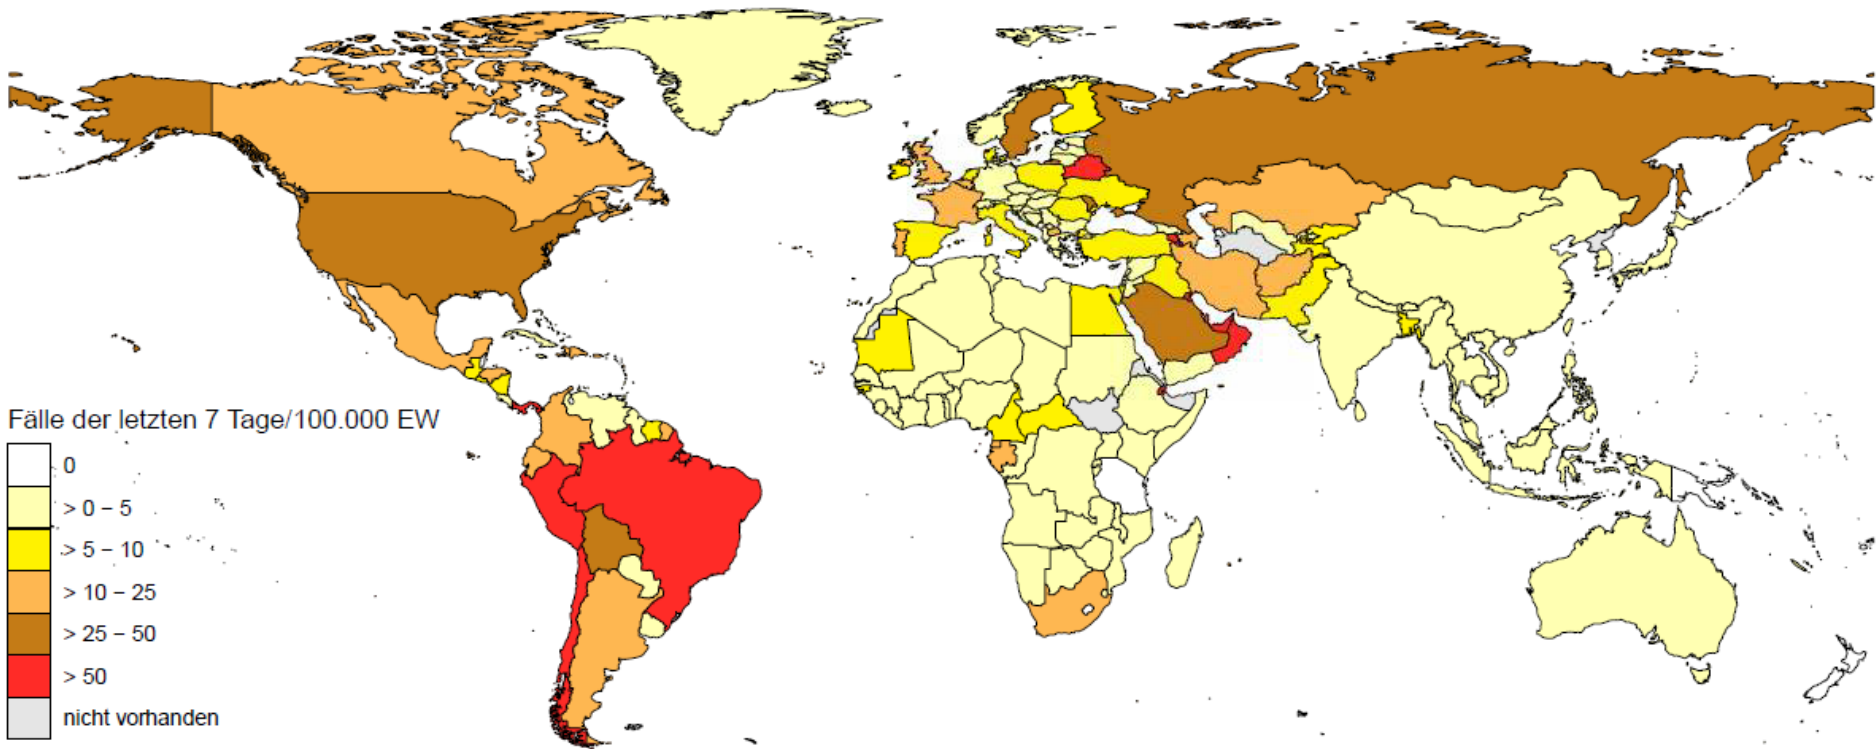 Fälle der letzten 7 Tage/100.000 EW
0
> 0 – 5
> 5 – 10
> 10 – 25
> 25 – 50
> 50
nicht vorhanden